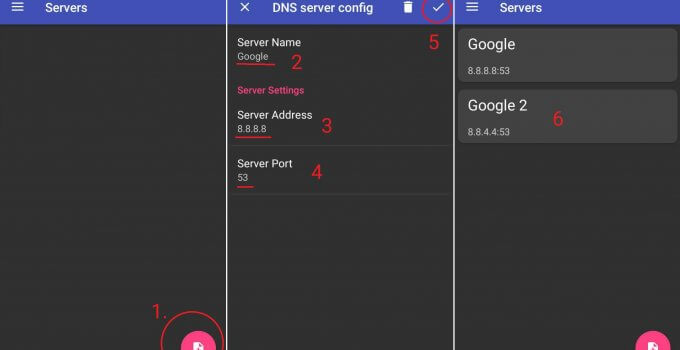 Servers
1.
DNS server config
5
Server Name
Google
2
Server Settings
Server Address
8.8.8.8
3
Server Port
53
4
Servers
Google
8.8.8.8:53
Google 2
8.8.4.4:53
6